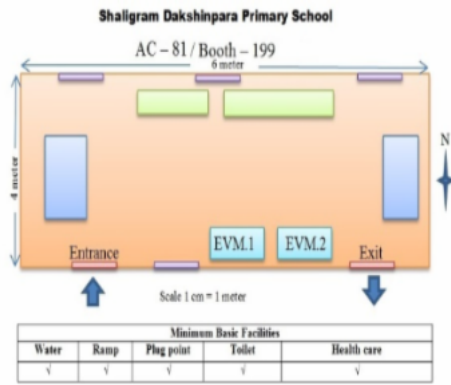 Shaligram Dakshinpara Primary School
AC – 81 / Booth – 199
6 meter
4 meter
N
EVM.1 EVM.2
Entrance Exit
Scale 1 cm = 1 meter
Minimum Basic Facilities
Water Ramp Plug point Toilet Health care
√ √ √ √ √